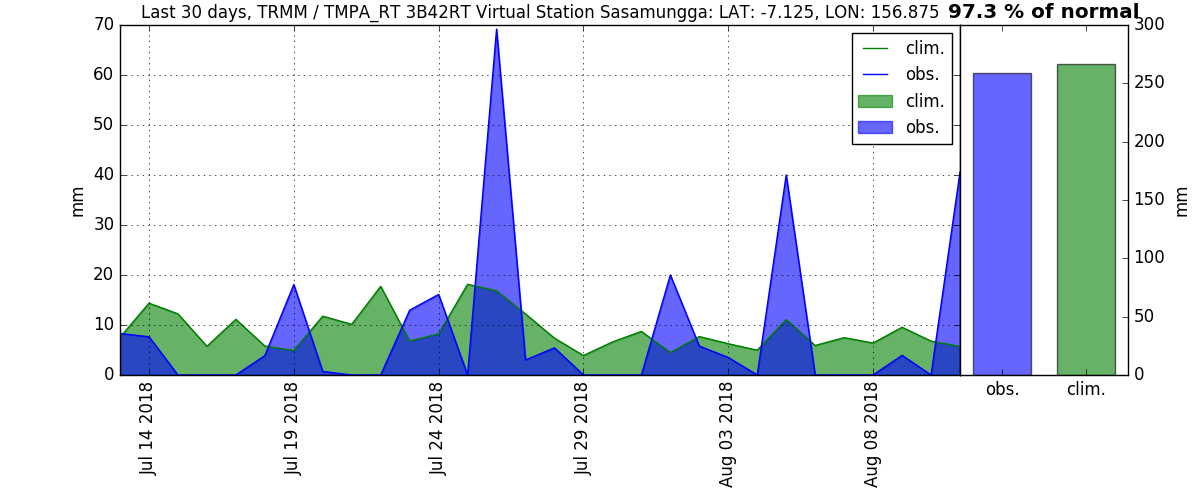 Last 30 days, TRMM / TMPA_RT 3B42RT Virtual Station Sasamungga: LAT: -7.125, LON: 156.875
97.3 % of normal
70
60
50
40
30
20
10
0
mm
clim.
obs.
clim.
obs.
Jul 14 2018
Jul 19 2018
Jul 24 2018
Jul 29 2018
Aug 03 2018
Aug 08 2018
300
250
200
150
100
50
0
mm
obs.
clim.